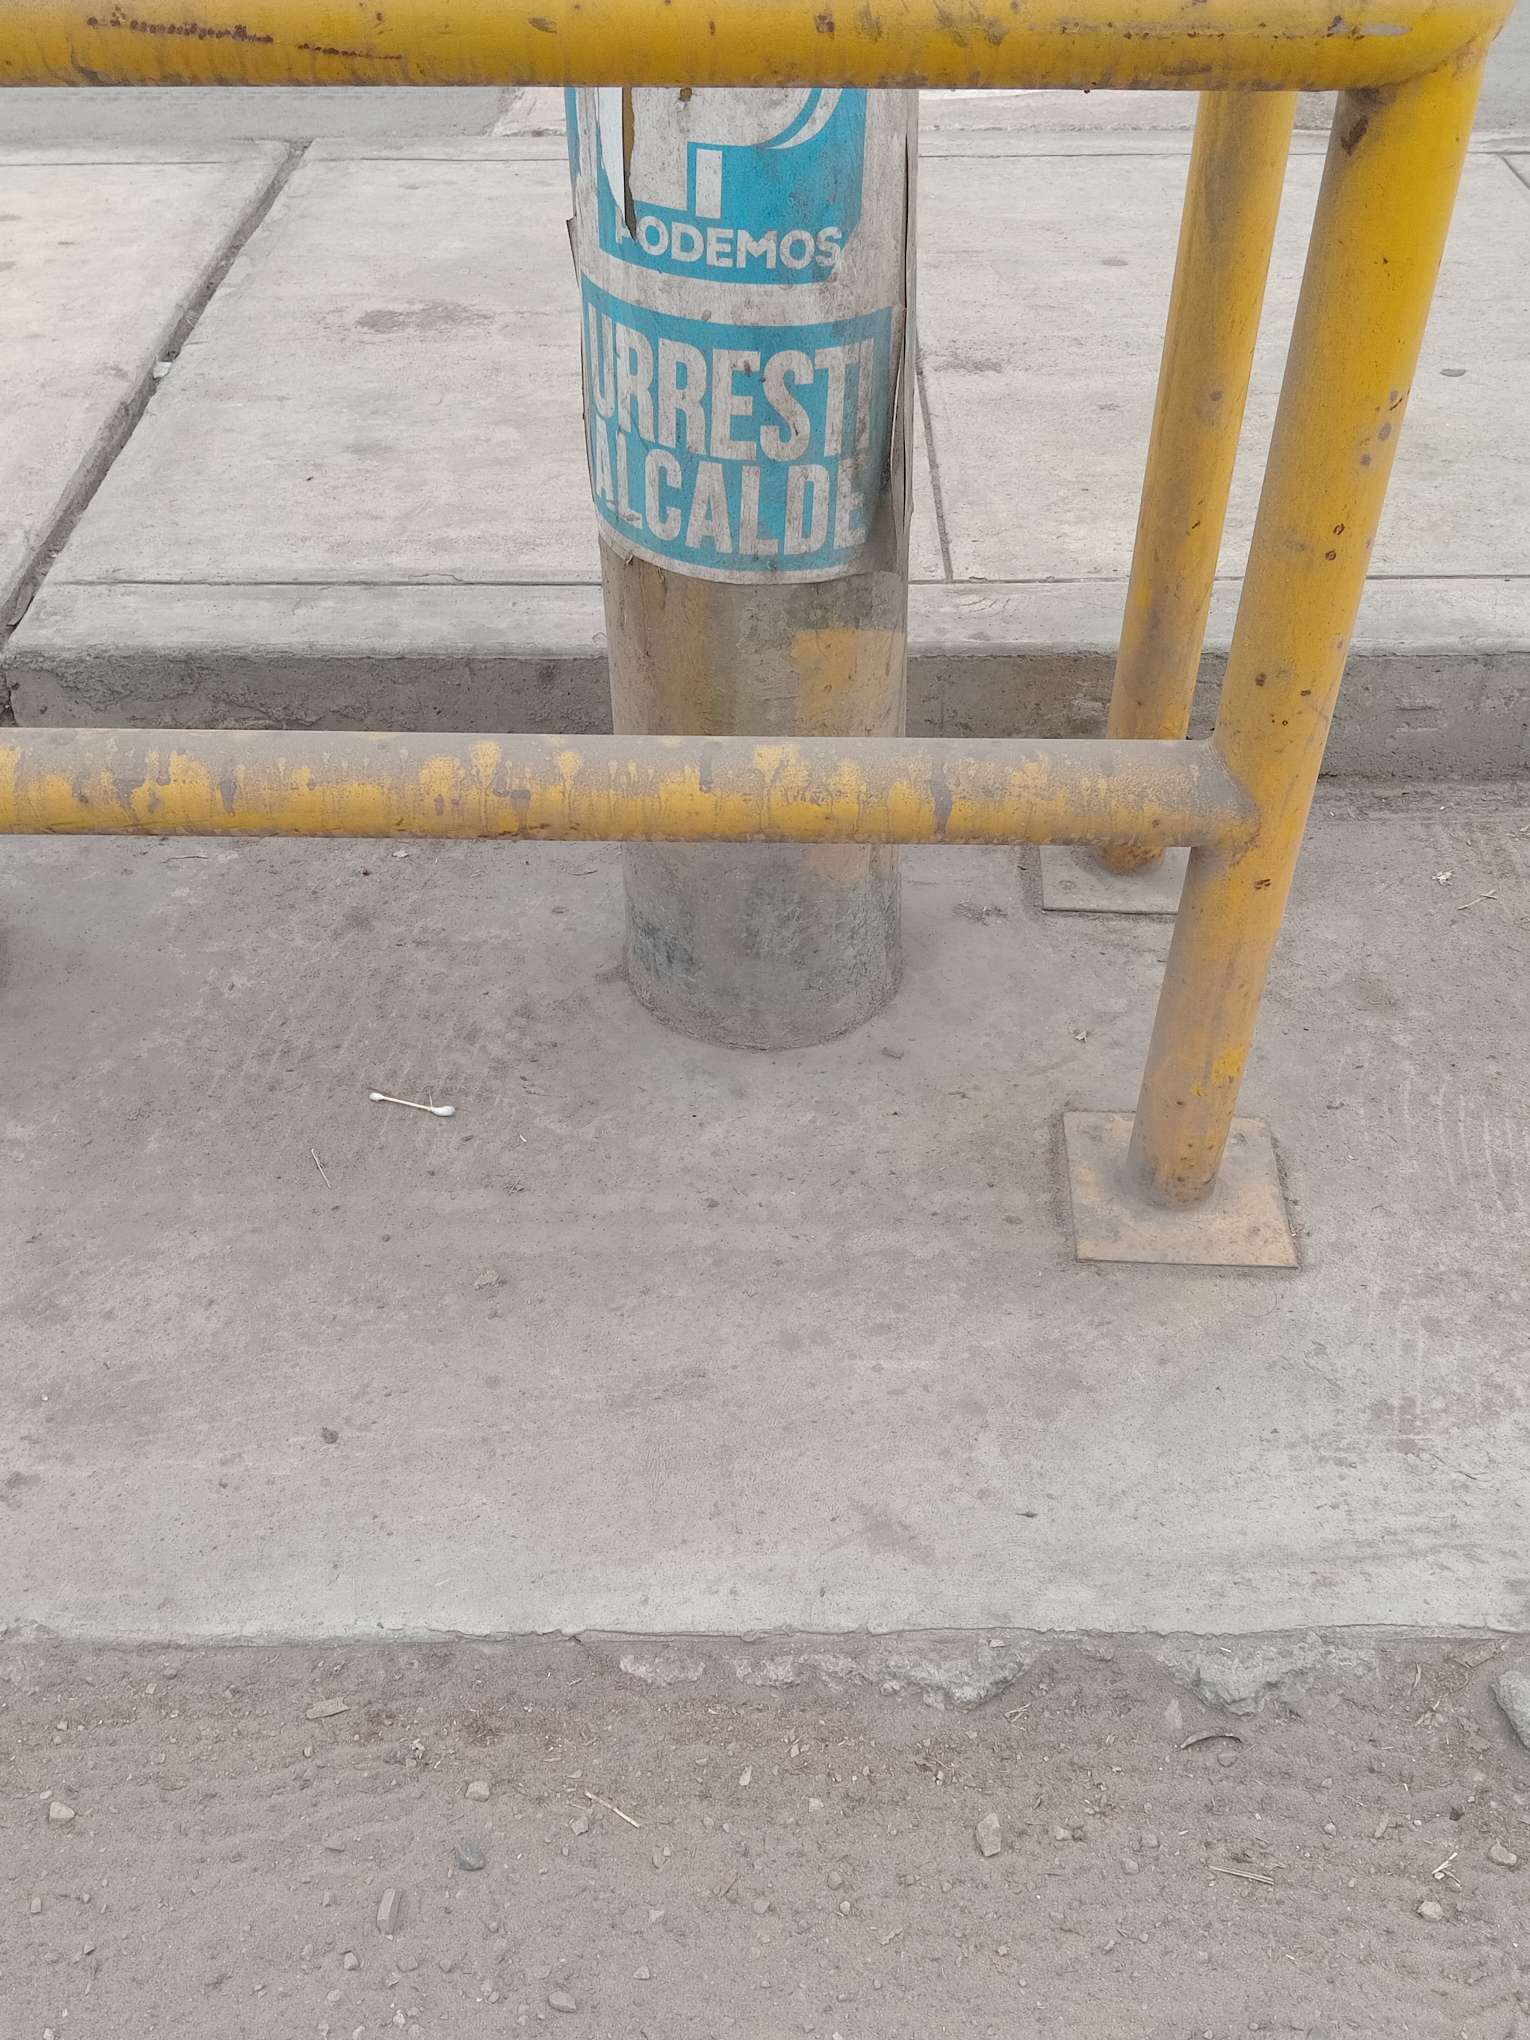 P
PODEMOS
URRESTI
ALCALDE